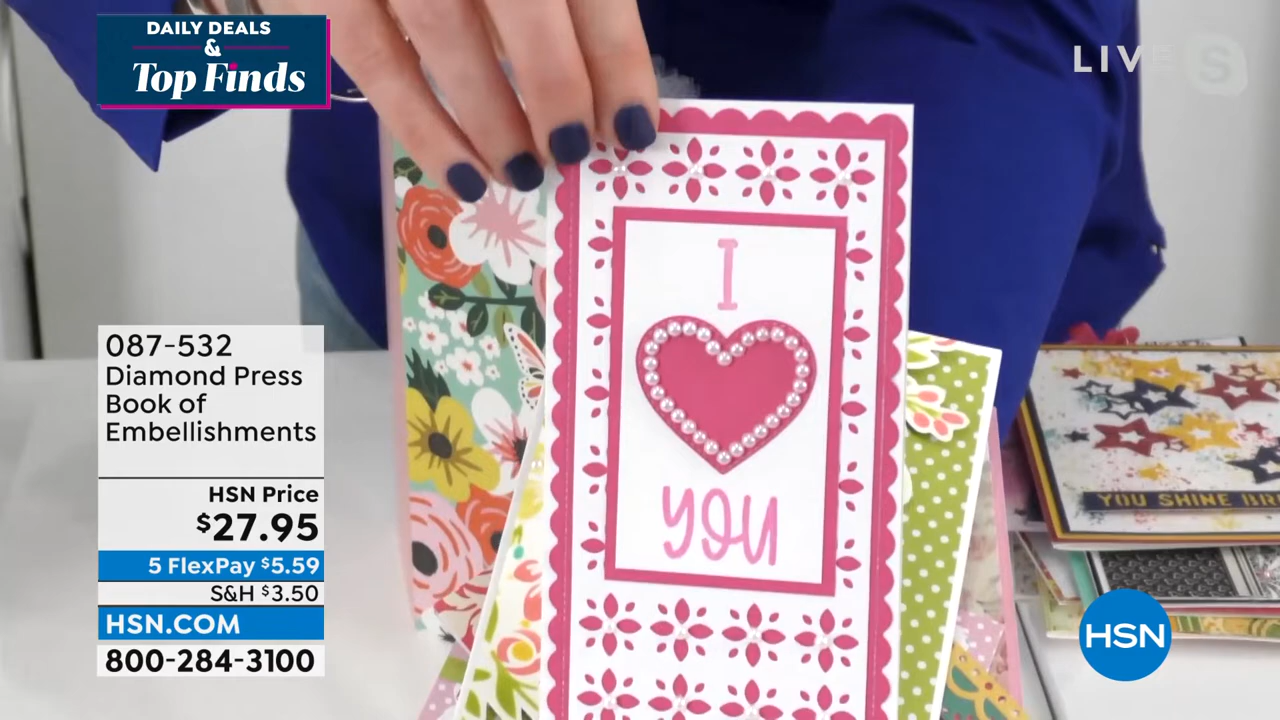 DAILY DEALS
&
Top Finds
LIVE
S
I
YOU
087-532
Diamond Press
Book of
Embellishments
HSN Price
$27.95
5 FlexPay $5.59
S&H $3.50
HSN.COM
800-284-3100
YOU SHINE
HSN